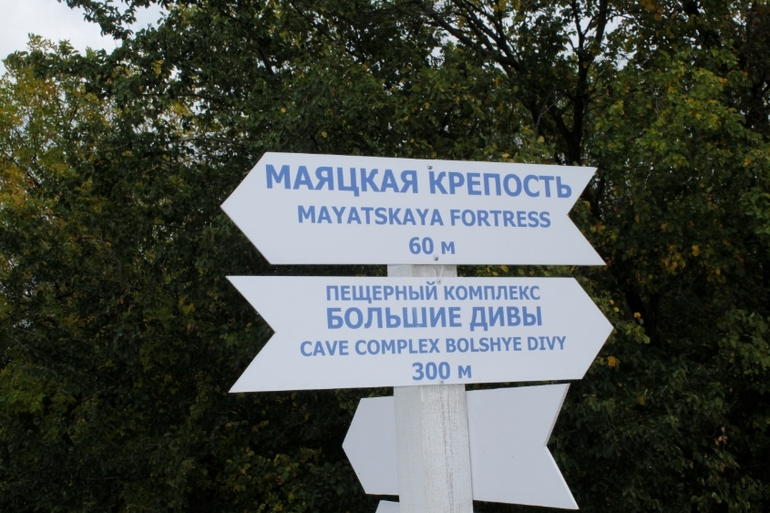 МАЯЦКАЯ КРЕПОСТЬ
MAYATSKAYA FORTRESS
60 м
ПЕЩЕРНЫЙ КОМПЛЕКС
БОЛЬШИЕ ДИВЫ
CAVE COMPLEX BOLSHYE DIVY
300 м